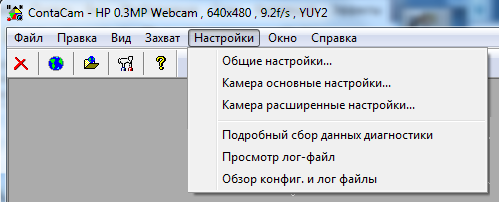 ContaCam - HP 0.3MP Webcam , 640x480 , 9.2f/s , YUY2
Файл Правка Вид Захват Настройки Окно Справка
Общие настройки...
Камера основные настройки...
Камера расширенные настройки...
Подробный сбор данных диагностики
Просмотр лог-файл
Обзор конфиг. и лог файлы